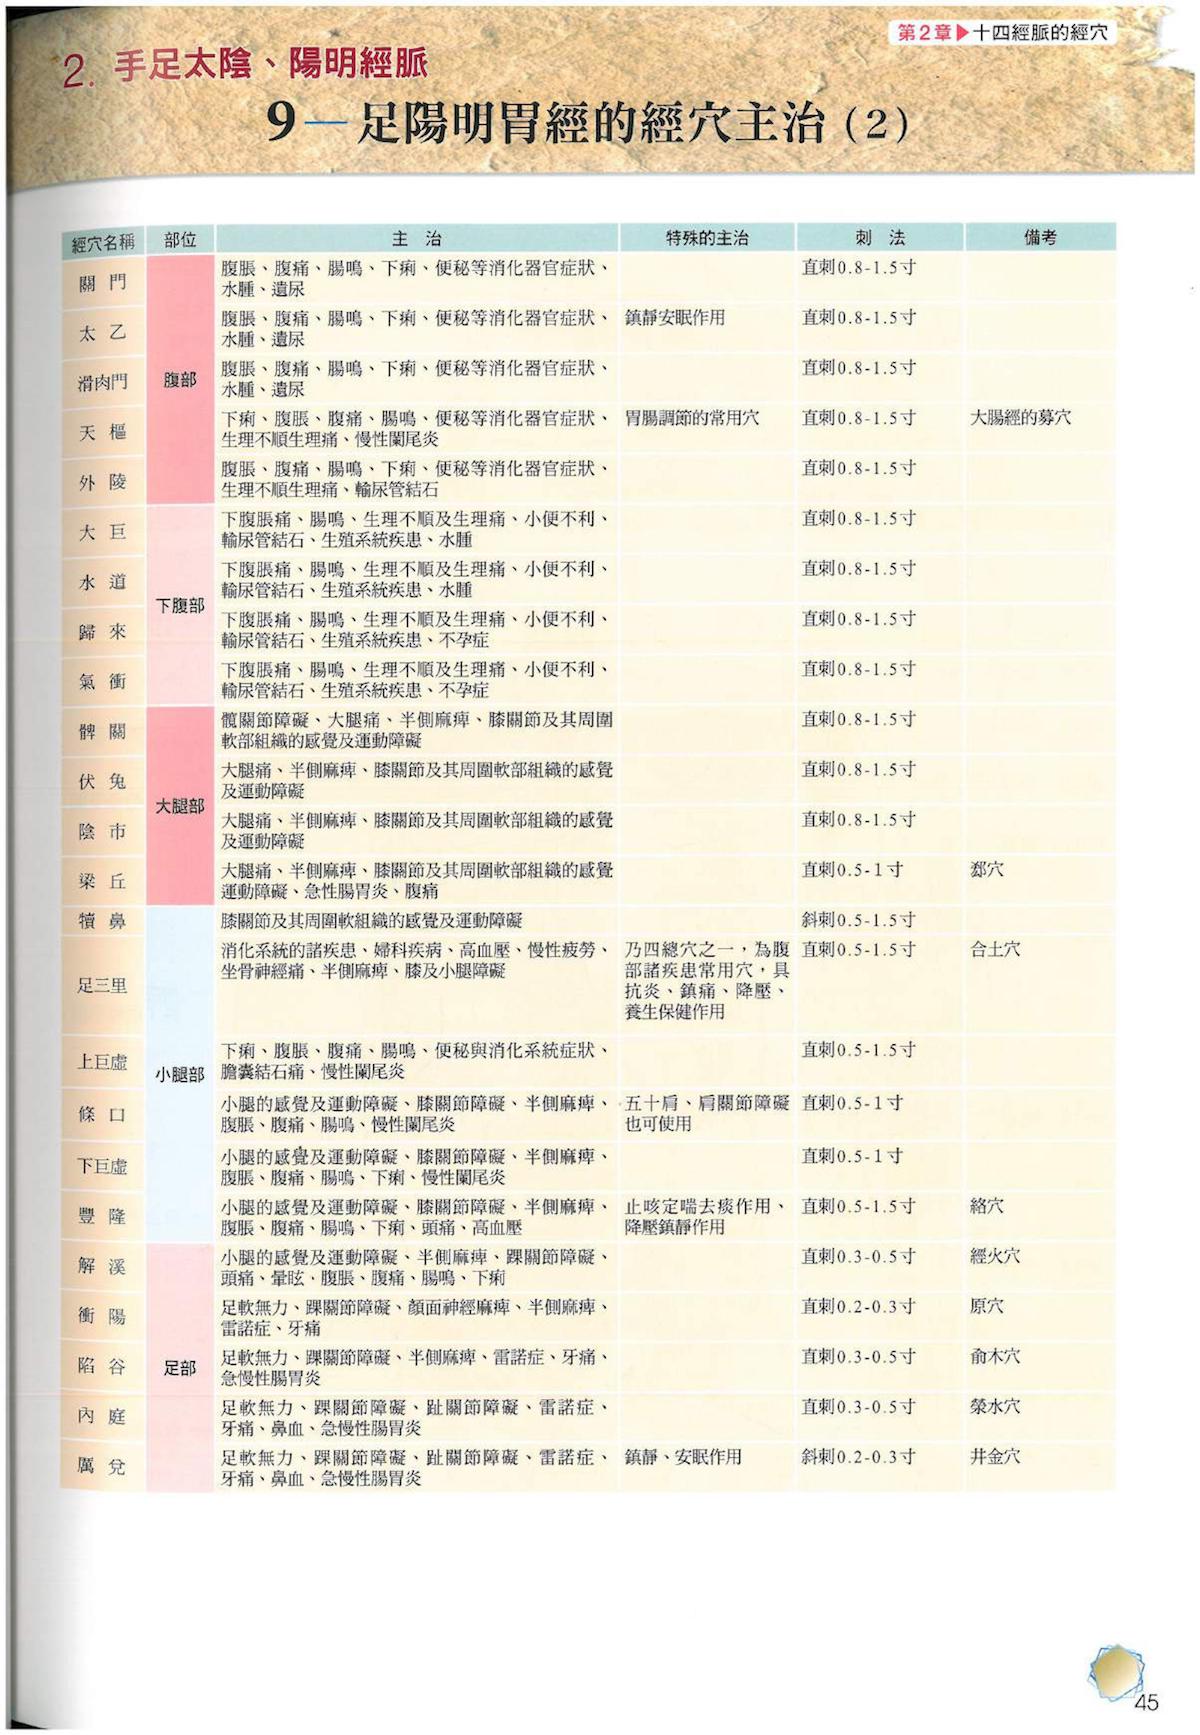 第2章▶十四經脈的經穴
2. 手足太陰、陽明經脈
9—足陽明胃經的經穴主治(2)
經穴名稱 部位 主 治 特殊的主治 刺 法 備考
關 門 腹脹、腹痛、腸鳴、下痢、便秘等消化器官症狀、 直刺0.8-1.5寸
水腫、遺尿
太 乙 腹脹、腹痛、腸鳴、下痢、便秘等消化器官症狀、 鎮靜安眠作用 直刺0.8-1.5寸
水腫、遺尿
滑肉門 腹部 腹脹、腹痛、腸鳴、下痢、便秘等消化器官症狀、 直刺0.8-1.5寸
水腫、遺尿
天 樞 下痢、腹脹、腹痛、腸鳴、便秘等消化器官症狀、 胃腸調節的常用穴 直刺0.8-1.5寸 大腸經的募穴
生理不順生理痛、慢性闌尾炎
外 陵 腹脹、腹痛、腸鳴、下痢、便秘等消化器官症狀、 直刺0.8-1.5寸
生理不順生理痛、輸尿管結石
大 巨 下腹脹痛、腸鳴、生理不順及生理痛、小便不利、 直刺0.8-1.5寸
輸尿管結石、生殖系統疾患、水腫
水 道 下腹脹痛、腸鳴、生理不順及生理痛、小便不利、 直刺0.8-1.5寸
輸尿管結石、生殖系統疾患、水腫
下腹部
歸 來 下腹脹痛、腸鳴、生理不順及生理痛、小便不利、 直刺0.8-1.5寸
輸尿管結石、生殖系統疾患、不孕症
氣 衝 下腹脹痛、腸鳴、生理不順及生理痛、小便不利、 直刺0.8-1.5寸
輸尿管結石、生殖系統疾患、不孕症
髀 關 髖關節障礙、大腿痛、半側麻痺、膝關節及其周圍 直刺0.8-1.5寸
軟部組織的感覺及運動障礙
伏 兔 大腿痛、半側麻痺、膝關節及其周圍軟部組織的感覺 直刺0.8-1.5寸
及運動障礙
大腿部
陰 市 大腿痛、半側麻痺、膝關節及其周圍軟部組織的感覺 直刺0.8-1.5寸
及運動障礙
梁 丘 大腿痛、半側麻痺、膝關節及其周圍軟部組織的感覺 直刺0.5-1寸 郄穴
運動障礙、急性腸胃炎、腹痛
犢 鼻 膝關節及其周圍軟組織的感覺及運動障礙 斜刺0.5-1.5寸
足三里 消化系統的諸疾患、婦科疾病、高血壓、慢性疲勞、 乃四總穴之一，為腹 直刺0.5-1.5寸 合土穴
坐骨神經痛、半側麻痺、膝及小腿障礙 部諸疾患常用穴，具
抗炎、鎮痛、降壓、
養生保健作用
上巨虛 下痢、腹脹、腹痛、腸鳴、便秘與消化系統症狀、 直刺0.5-1.5寸
小腿部 膽囊結石痛、慢性闌尾炎
條 口 小腿的感覺及運動障礙、膝關節障礙、半側麻痺、 五十肩、肩關節障礙 直刺0.5-1寸
腹脹、腹痛、腸鳴、慢性闌尾炎 也可使用
下巨虛 小腿的感覺及運動障礙、膝關節障礙、半側麻痺、 直刺0.5-1寸
腹脹、腹痛、腸鳴、下痢、慢性闌尾炎
豐 隆 小腿的感覺及運動障礙、膝關節障礙、半側麻痺、 止咳定喘去痰作用、 直刺0.5-1.5寸 絡穴
腹脹、腹痛、腸鳴、下痢、頭痛、高血壓 降壓鎮靜作用
解 溪 小腿的感覺及運動障礙、半側麻痺、踝關節障礙、 直刺0.3-0.5寸 經火穴
頭痛、暈眩、腹脹、腹痛、腸鳴、下痢
衝 陽 足軟無力、踝關節障礙、顏面神經麻痺、半側麻痺、 直刺0.2-0.3寸 原穴
雷諾症、牙痛
陷 谷 足部 足軟無力、踝關節障礙、半側麻痺、雷諾症、牙痛、 直刺0.3-0.5寸 俞木穴
急慢性腸胃炎
內 庭 足軟無力、踝關節障礙、趾關節障礙、雷諾症、 直刺0.3-0.5寸 滎水穴
牙痛、鼻血、急慢性腸胃炎
厲 兌 足軟無力、踝關節障礙、趾關節障礙、雷諾症、 鎮靜、安眠作用 斜刺0.2-0.3寸 井金穴
牙痛、鼻血、急慢性腸胃炎
45